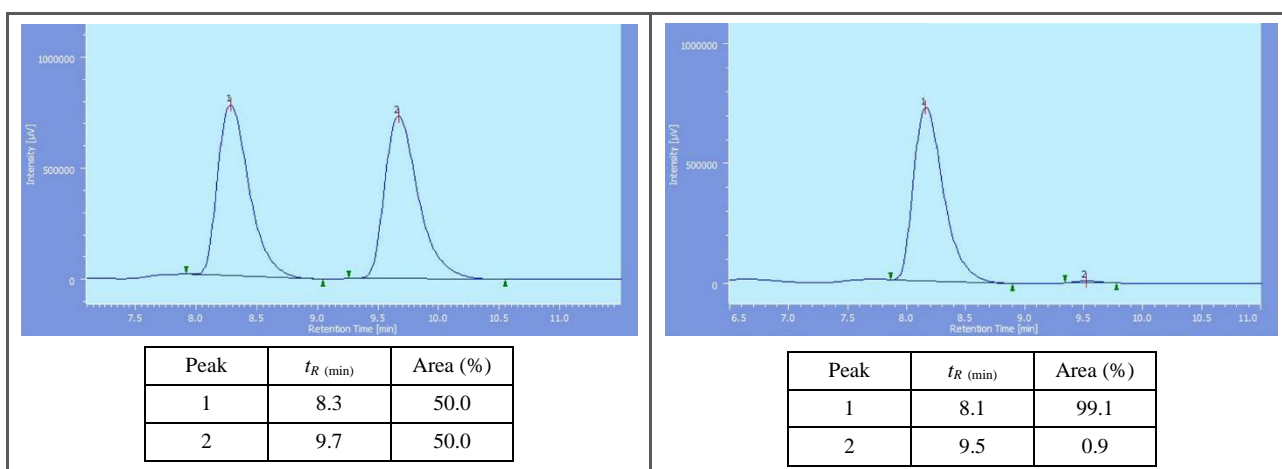 1000000
1
2
Intensity [µV]
500000
0
7.5 8.0 8.5 9.0 9.5 10.0 10.5 11.0
Retention Time [min]
Peak tR (min) Area (%)
1 8.3 50.0
2 9.7 50.0
1000000
1
Intensity [µV]
500000
2
0
6.5 7.0 7.5 8.0 8.5 9.0 9.5 10.0 10.5 11.0
Retention Time [min]
Peak tR (min) Area (%)
1 8.1 99.1
2 9.5 0.9